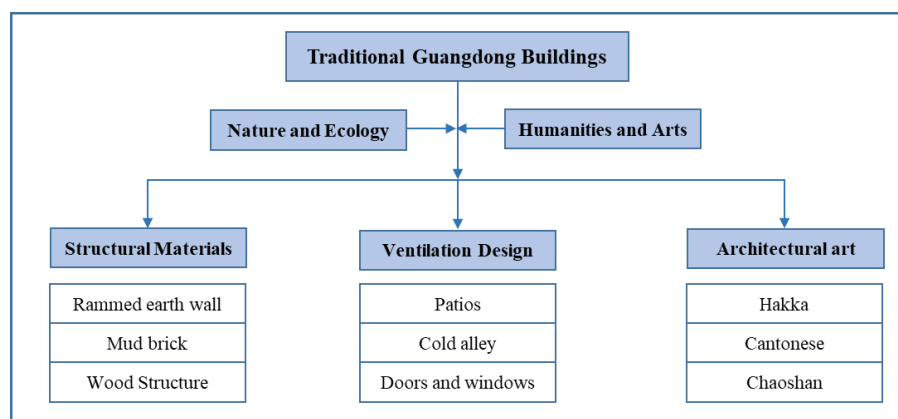 Traditional Guangdong Buildings
Nature and Ecology
Humanities and Arts
Structural Materials
Rammed earth wall
Mud brick
Wood Structure
Ventilation Design
Patios
Cold alley
Doors and windows
Architectural art
Hakka
Cantonese
Chaoshan